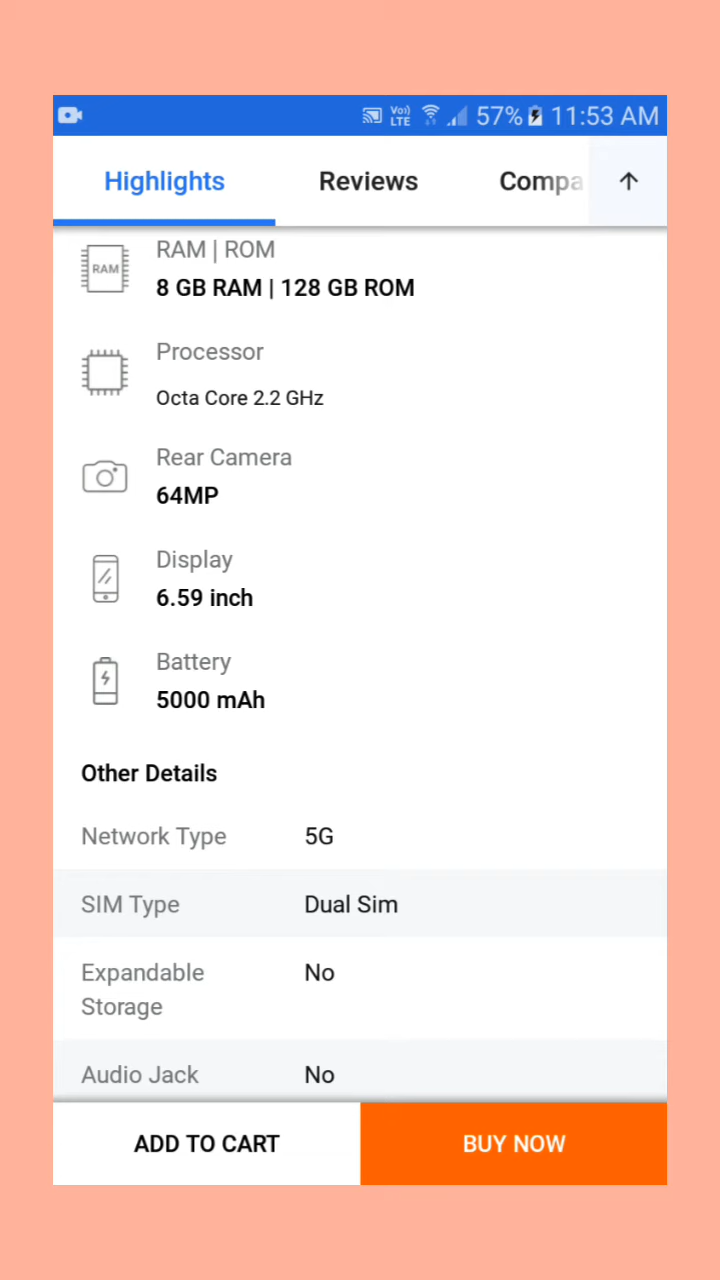 Vo) LTE 57% 11:53 AM
Highlights Reviews Compa
RAM | ROM
RAM
8 GB RAM | 128 GB ROM
Processor
Octa Core 2.2 GHz
Rear Camera
64MP
Display
6.59 inch
Battery
5000 mAh
Other Details
Network Type 5G
SIM Type Dual Sim
Expandable No
Storage
Audio Jack No
ADD TO CART BUY NOW